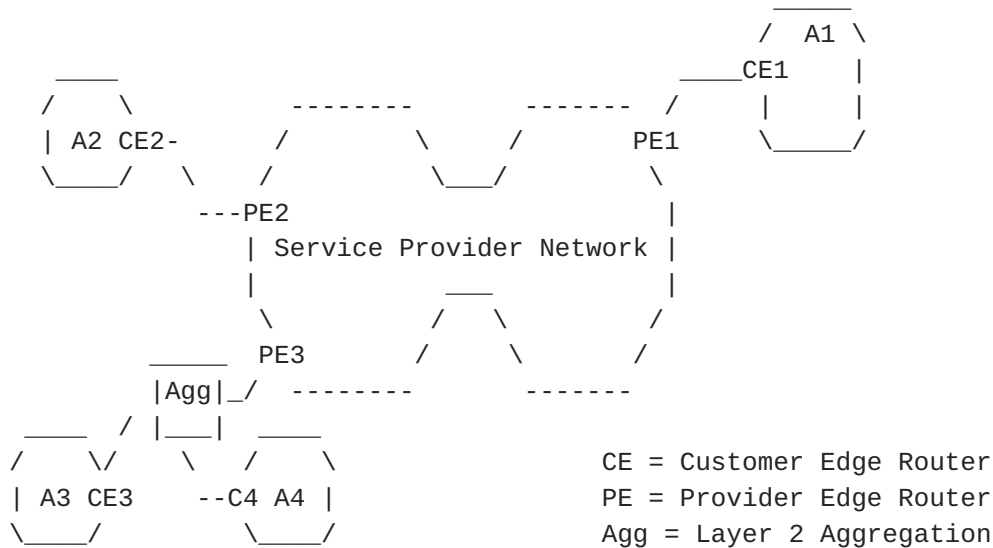 A1
CE1
A2 CE2
PE1
PE2
Service Provider Network
PE3
Agg
CE = Customer Edge Router
A3 CE3 C4 A4 PE = Provider Edge Router
Agg = Layer 2 Aggregation